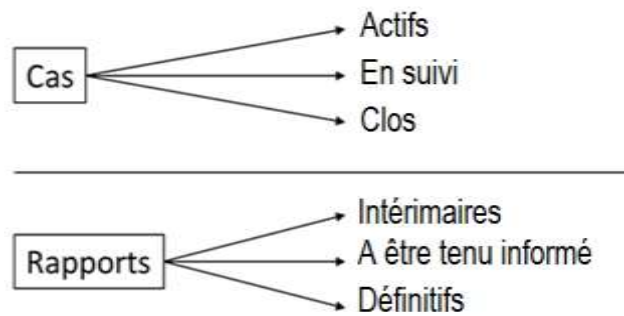 Cas
Actifs
En suivi
Clos
Rapports
Intérimaires
A être tenu informé
Définitifs